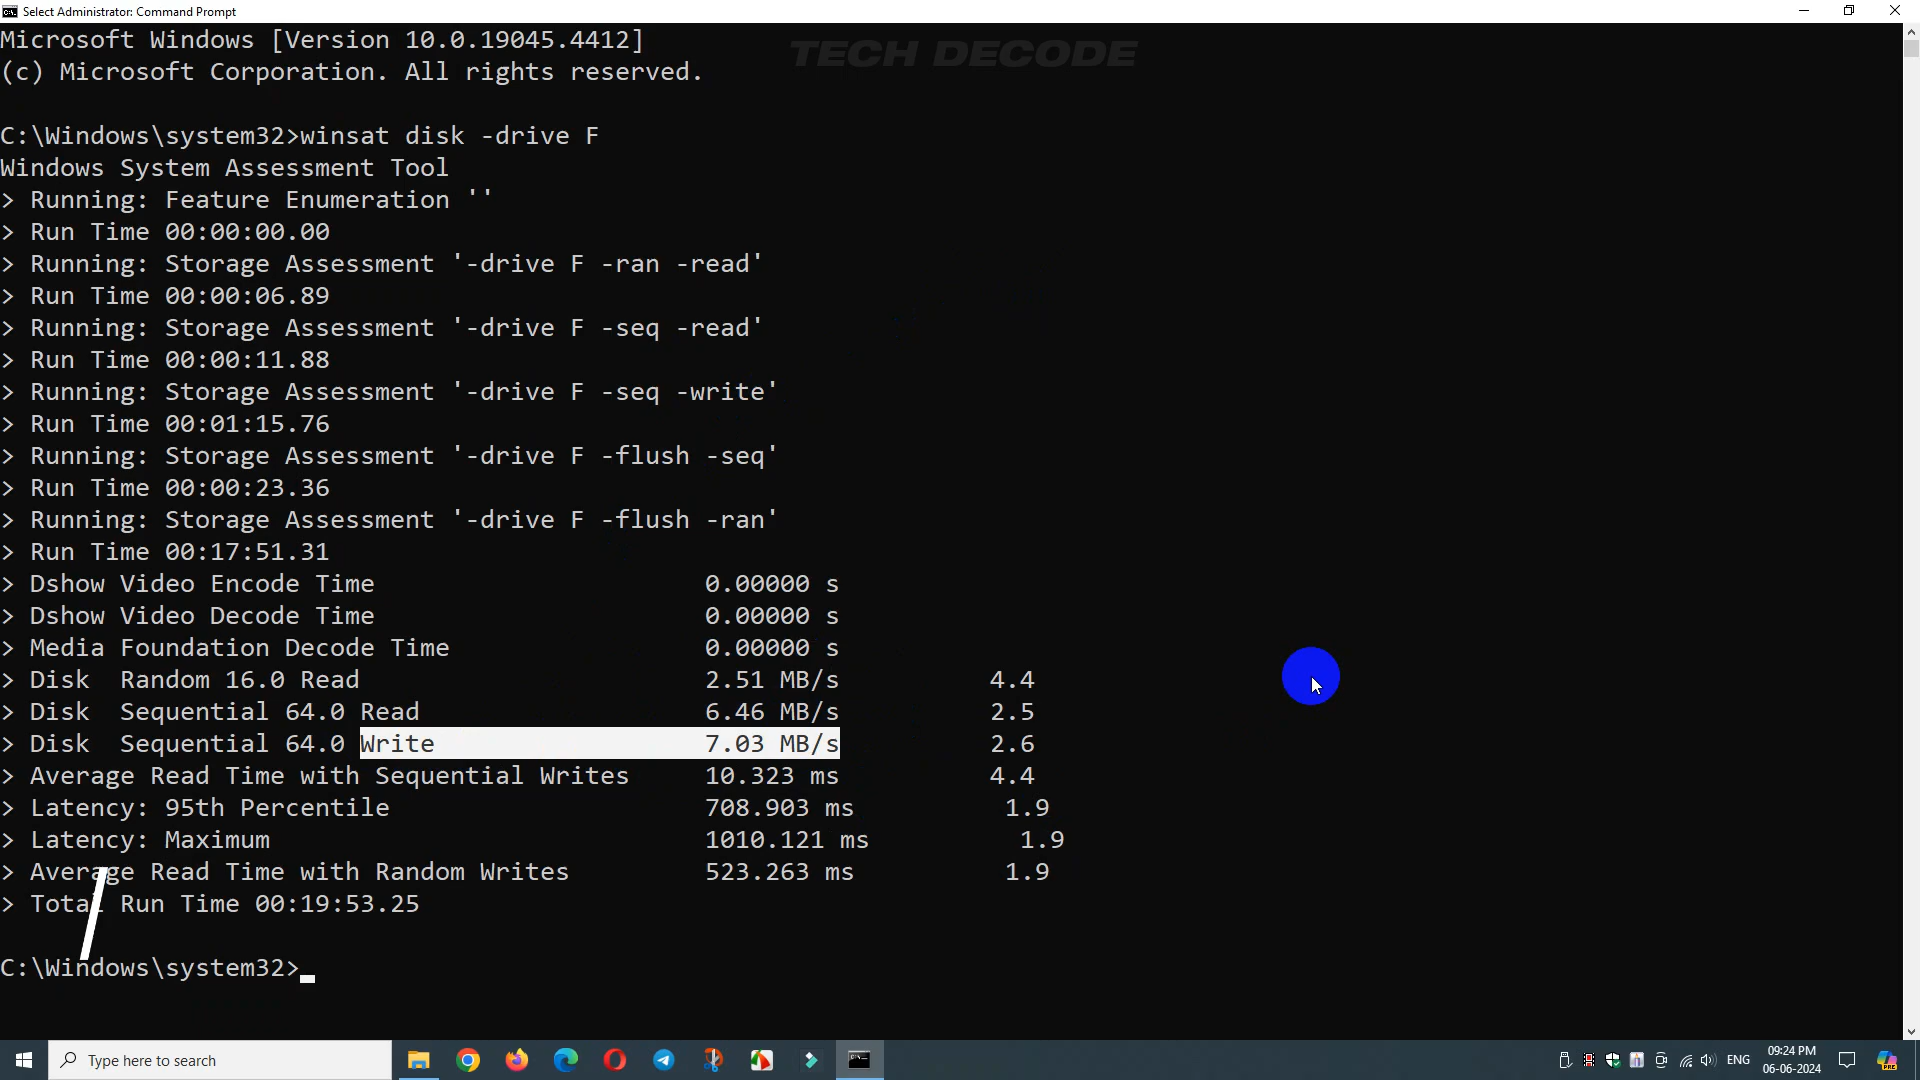 Select Administrator: Command Prompt
TECH DECODE
Microsoft Windows [Version 10.0.19045.4412]
(c) Microsoft Corporation. All rights reserved.
C:\Windows\system32>winsat disk -drive F
Windows System Assessment Tool
> Running: Feature Enumeration ''
> Run Time 00:00:00.00
> Running: Storage Assessment '-drive F -ran -read'
> Run Time 00:00:06.89
> Running: Storage Assessment '-drive F -seq -read'
> Run Time 00:00:11.88
> Running: Storage Assessment '-drive F -seq -write'
> Run Time 00:01:15.76
> Running: Storage Assessment '-drive F -flush -seq'
> Run Time 00:00:23.36
> Running: Storage Assessment '-drive F -flush -ran'
> Run Time 00:17:51.31
> Dshow Video Encode Time 0.00000 s
> Dshow Video Decode Time 0.00000 s
> Media Foundation Decode Time 0.00000 s
> Disk Random 16.0 Read 2.51 MB/s 4.4
> Disk Sequential 64.0 Read 6.46 MB/s 2.5
> Disk Sequential 64.0 Write 7.03 MB/s 2.6
> Average Read Time with Sequential Writes 10.323 ms 4.4
> Latency: 95th Percentile 708.903 ms 1.9
> Latency: Maximum 1010.121 ms 1.9
> Average Read Time with Random Writes 523.263 ms 1.9
> Total Run Time 00:19:53.25
C:\Windows\system32>
Type here to search
ENG
09:24 PM
06-06-2024